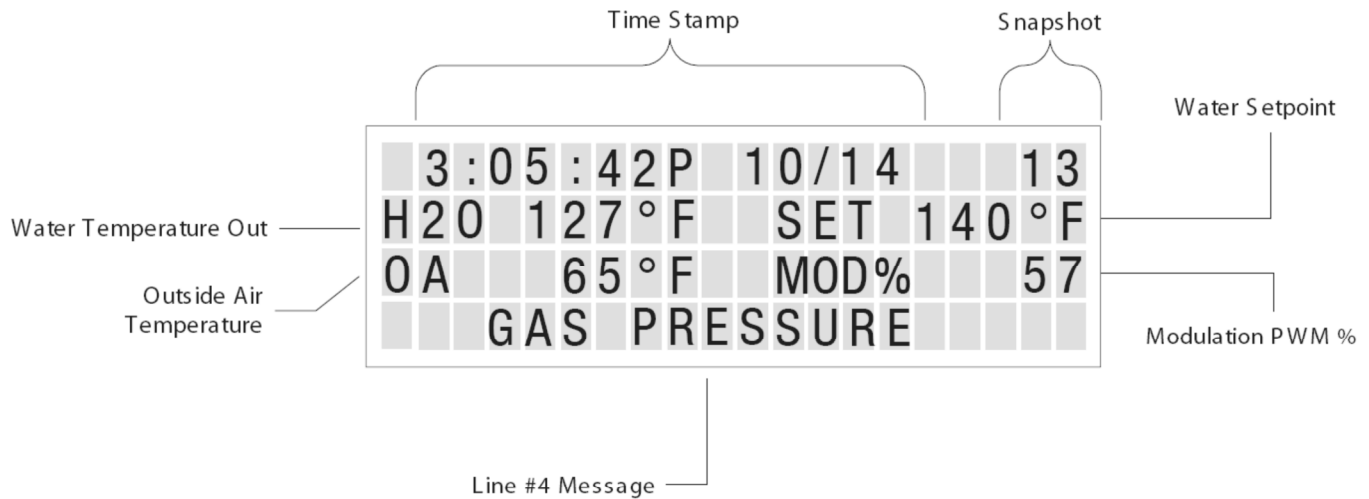 Time Stamp
Snapshot
Water Setpoint
3:05:42P 10/14 13
H2O 127°F SET 140°F
Water Temperature Out
OA 65°F MOD% 57
Outside Air
Temperature
GAS PRESSURE
Modulation PWM %
Line #4 Message